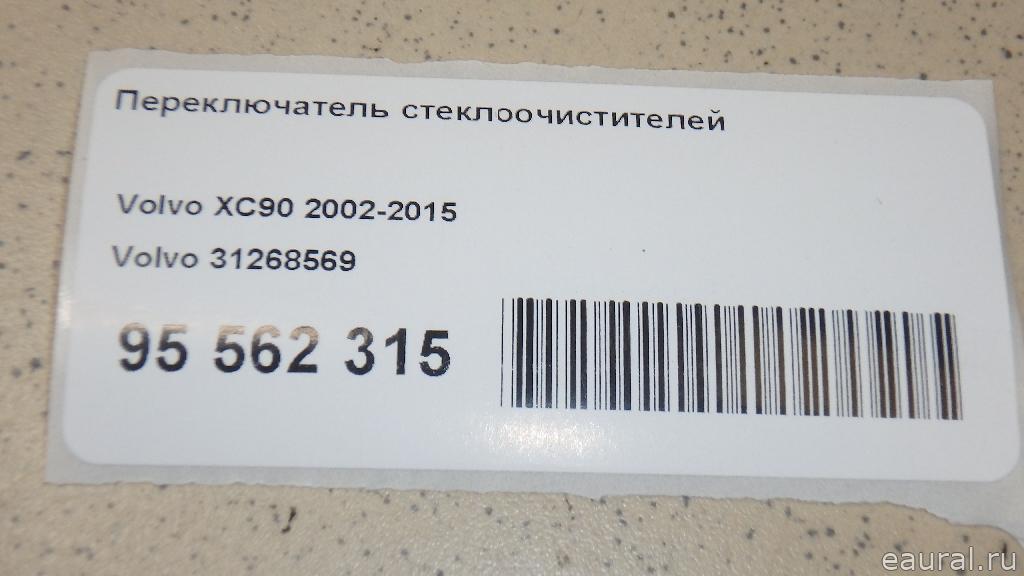 Переключатель стеклоочистителей
Volvo XC90 2002-2015
Volvo 31268569
95 562 315
eaural.ru